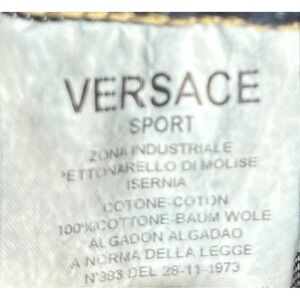 VERSACE
SPORT
ZONA INDUSTRIALE
PETTONARELLO DI MOLISE
ISERNIA
COTONE-COTON
100%COTTONE-BAUM WOLE
ALGADON ALGADAO
A NORMA DELLA LEGGE
N°383 DEL 28-11-1973